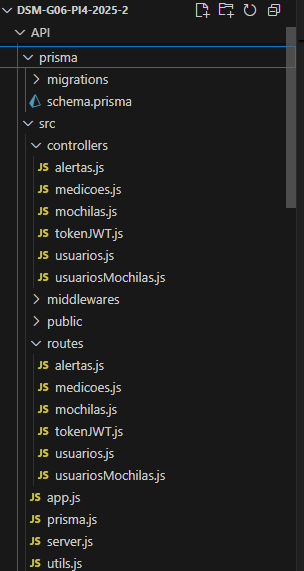 DSM-G06-PI4-2025-2
API
prisma
migrations
schema.prisma
src
controllers
JS alertas.js
JS medicoes.js
JS mochilas.js
JS tokenJWT.js
JS usuarios.js
JS usuariosMochilas.js
middlewares
public
routes
JS alertas.js
JS medicoes.js
JS mochilas.js
JS tokenJWT.js
JS usuarios.js
JS usuariosMochilas.js
JS app.js
JS prisma.js
JS server.js
JS utils.js